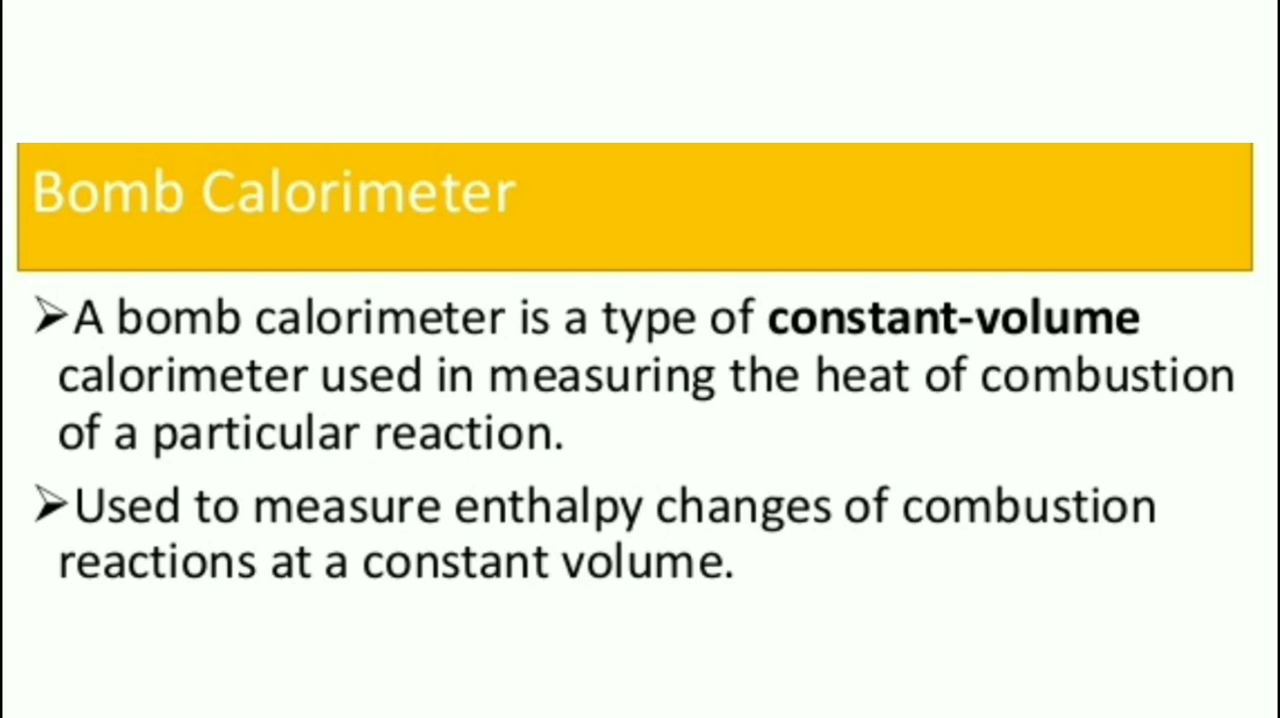 Bomb Calorimeter
➢A bomb calorimeter is a type of constant-volume
calorimeter used in measuring the heat of combustion
of a particular reaction.
➢Used to measure enthalpy changes of combustion
reactions at a constant volume.